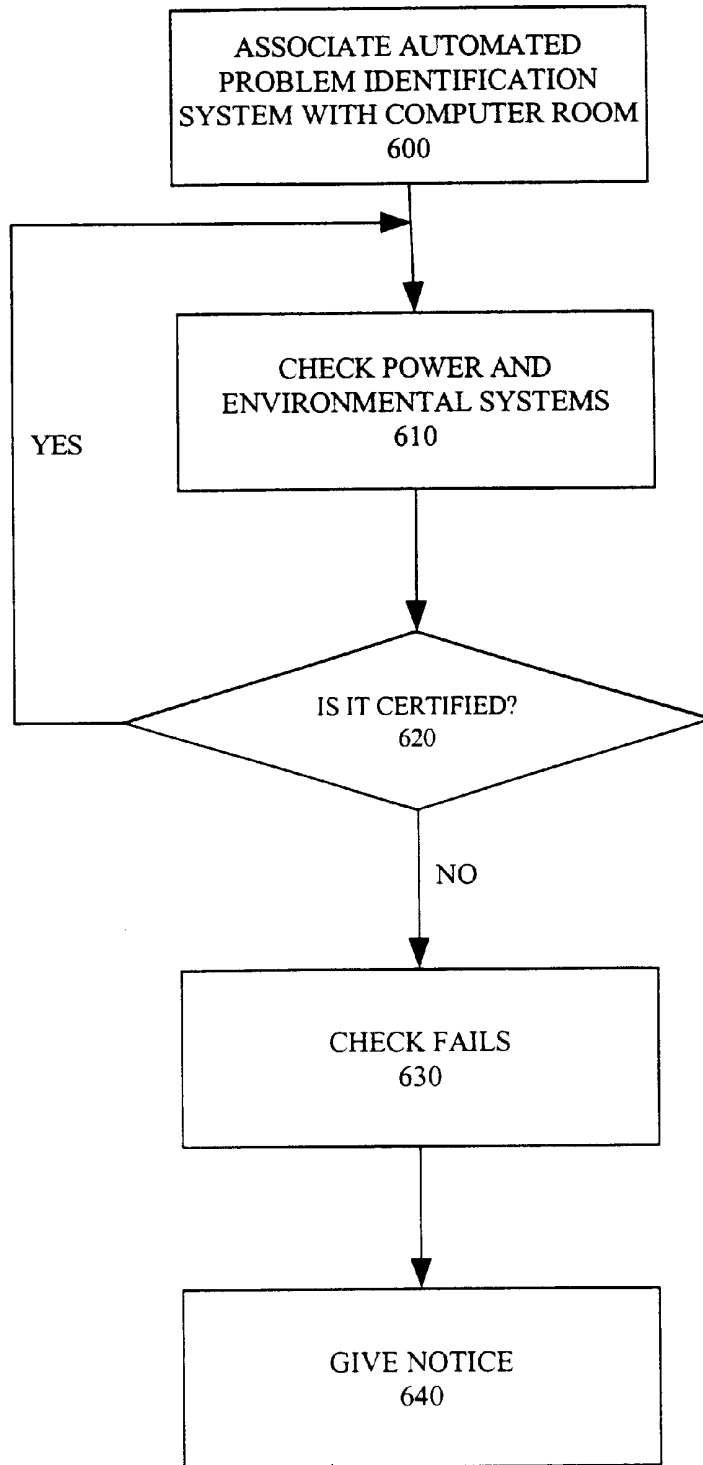 ASSOCIATE AUTOMATED
PROBLEM IDENTIFICATION
SYSTEM WITH COMPUTER ROOM
600
CHECK POWER AND
ENVIRONMENTAL SYSTEMS
610
YES
IS IT CERTIFIED?
620
NO
CHECK FAILS
630
GIVE NOTICE
640